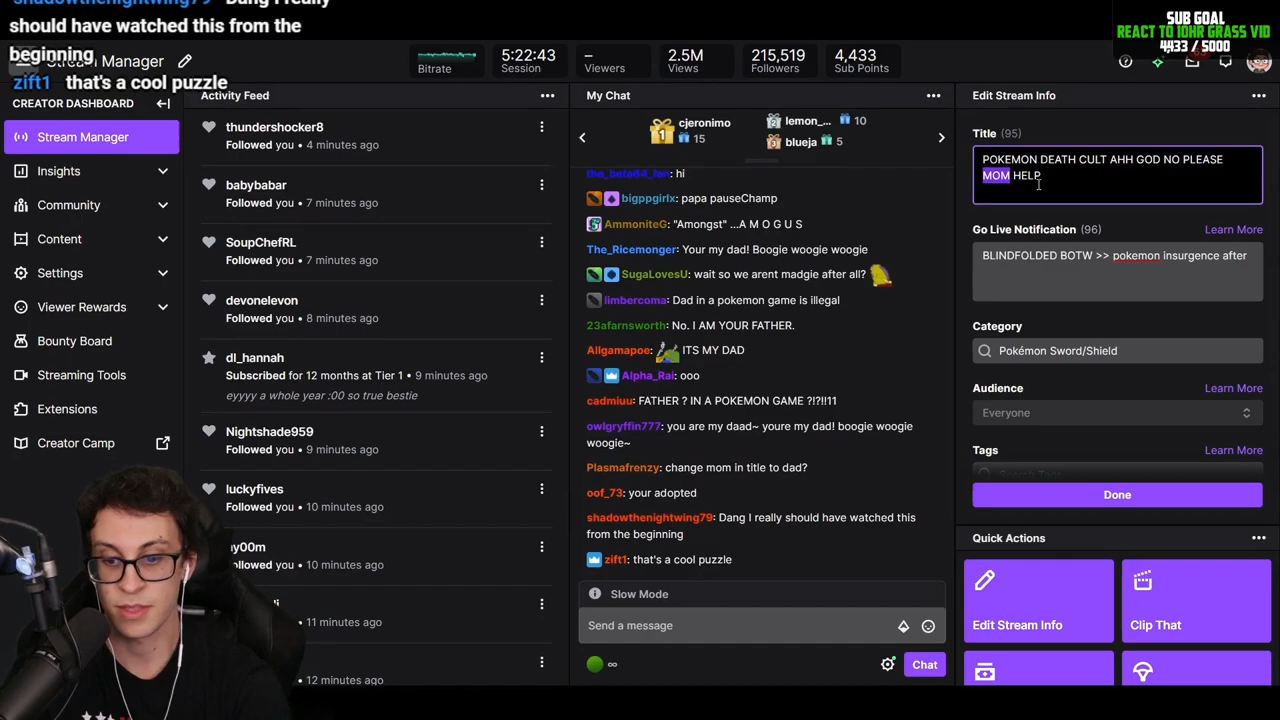 Dang I really
should have watched this from the
beginning
zift1 that's a cool puzzle
SUB GOAL
REACT TO 10HR GRASS VID
4433 / 5000
Stream Manager
Bitrate
5:22:43
Session
–
Viewers
2.5M
Views
215,519
Followers
4,433
Sub Points
CREATOR DASHBOARD
Stream Manager
Insights
Community
Content
Settings
Viewer Rewards
Bounty Board
Streaming Tools
Extensions
Creator Camp
Activity Feed
thundershocker8
Followed you • 4 minutes ago
babybabar
Followed you • 7 minutes ago
SoupChefRL
Followed you • 7 minutes ago
devonelevon
Followed you • 8 minutes ago
dl_hannah
Subscribed for 12 months at Tier 1 • 9 minutes ago
eyyyy a whole year :00 so true bestie
Nightshade959
Followed you • 9 minutes ago
luckyfives
Followed you • 10 minutes ago
Followed you • 10 minutes ago
11 minutes ago
12 minutes ago
My Chat
1 cjeronimo
15
2 lemon_... 10
3 blueja 5
the_beta64_fan: hi
bigppgirlx: papa pauseChamp
AmmoniteG: "Amongst" ...A M O G U S
The_Ricemonger: Your my dad! Boogie woogie woogie
SugaLovesU: wait so we arent madgie after all?
limbercoma: Dad in a pokemon game is illegal
23afarnsworth: No. I AM YOUR FATHER.
Allgamapoe: ITS MY DAD
Alpha_Rai: ooo
cadmiuu: FATHER ? IN A POKEMON GAME ?!?!!11
owlgryffin777: you are my daad~ youre my dad! boogie woogie
woogie~
Plasmafrenzy: change mom in title to dad?
oof_73: your adopted
shadowthenightwing79: Dang I really should have watched this
from the beginning
zift1: that's a cool puzzle
Slow Mode
Send a message
∞
Chat
Edit Stream Info
Title (95)
POKEMON DEATH CULT AHH GOD NO PLEASE
MOM HELP
Go Live Notification (96)
Learn More
BLINDFOLDED BOTW >> pokemon insurgence after
Category
Pokémon Sword/Shield
Audience
Learn More
Everyone
Tags
Learn More
Search Tags
Done
Quick Actions
Edit Stream Info
Clip That